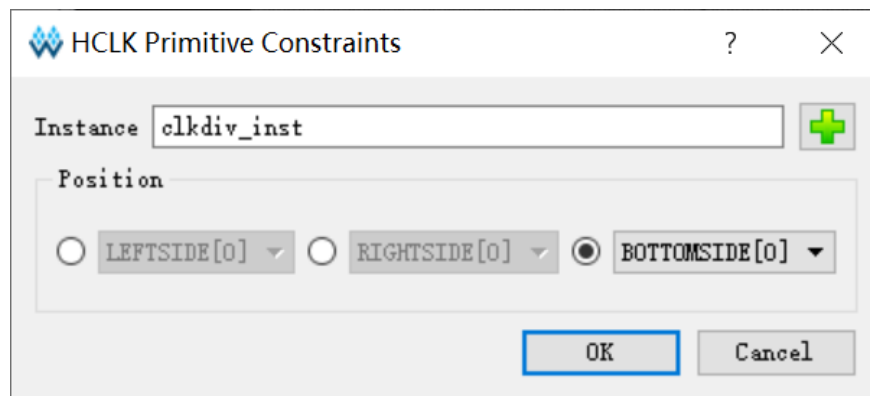 HCLK Primitive Constraints ?
Instance clkdiv_inst
Position
LEFTSIDE[0] RIGHTSIDE[0] BOTTOMSIDE[0]
OK Cancel